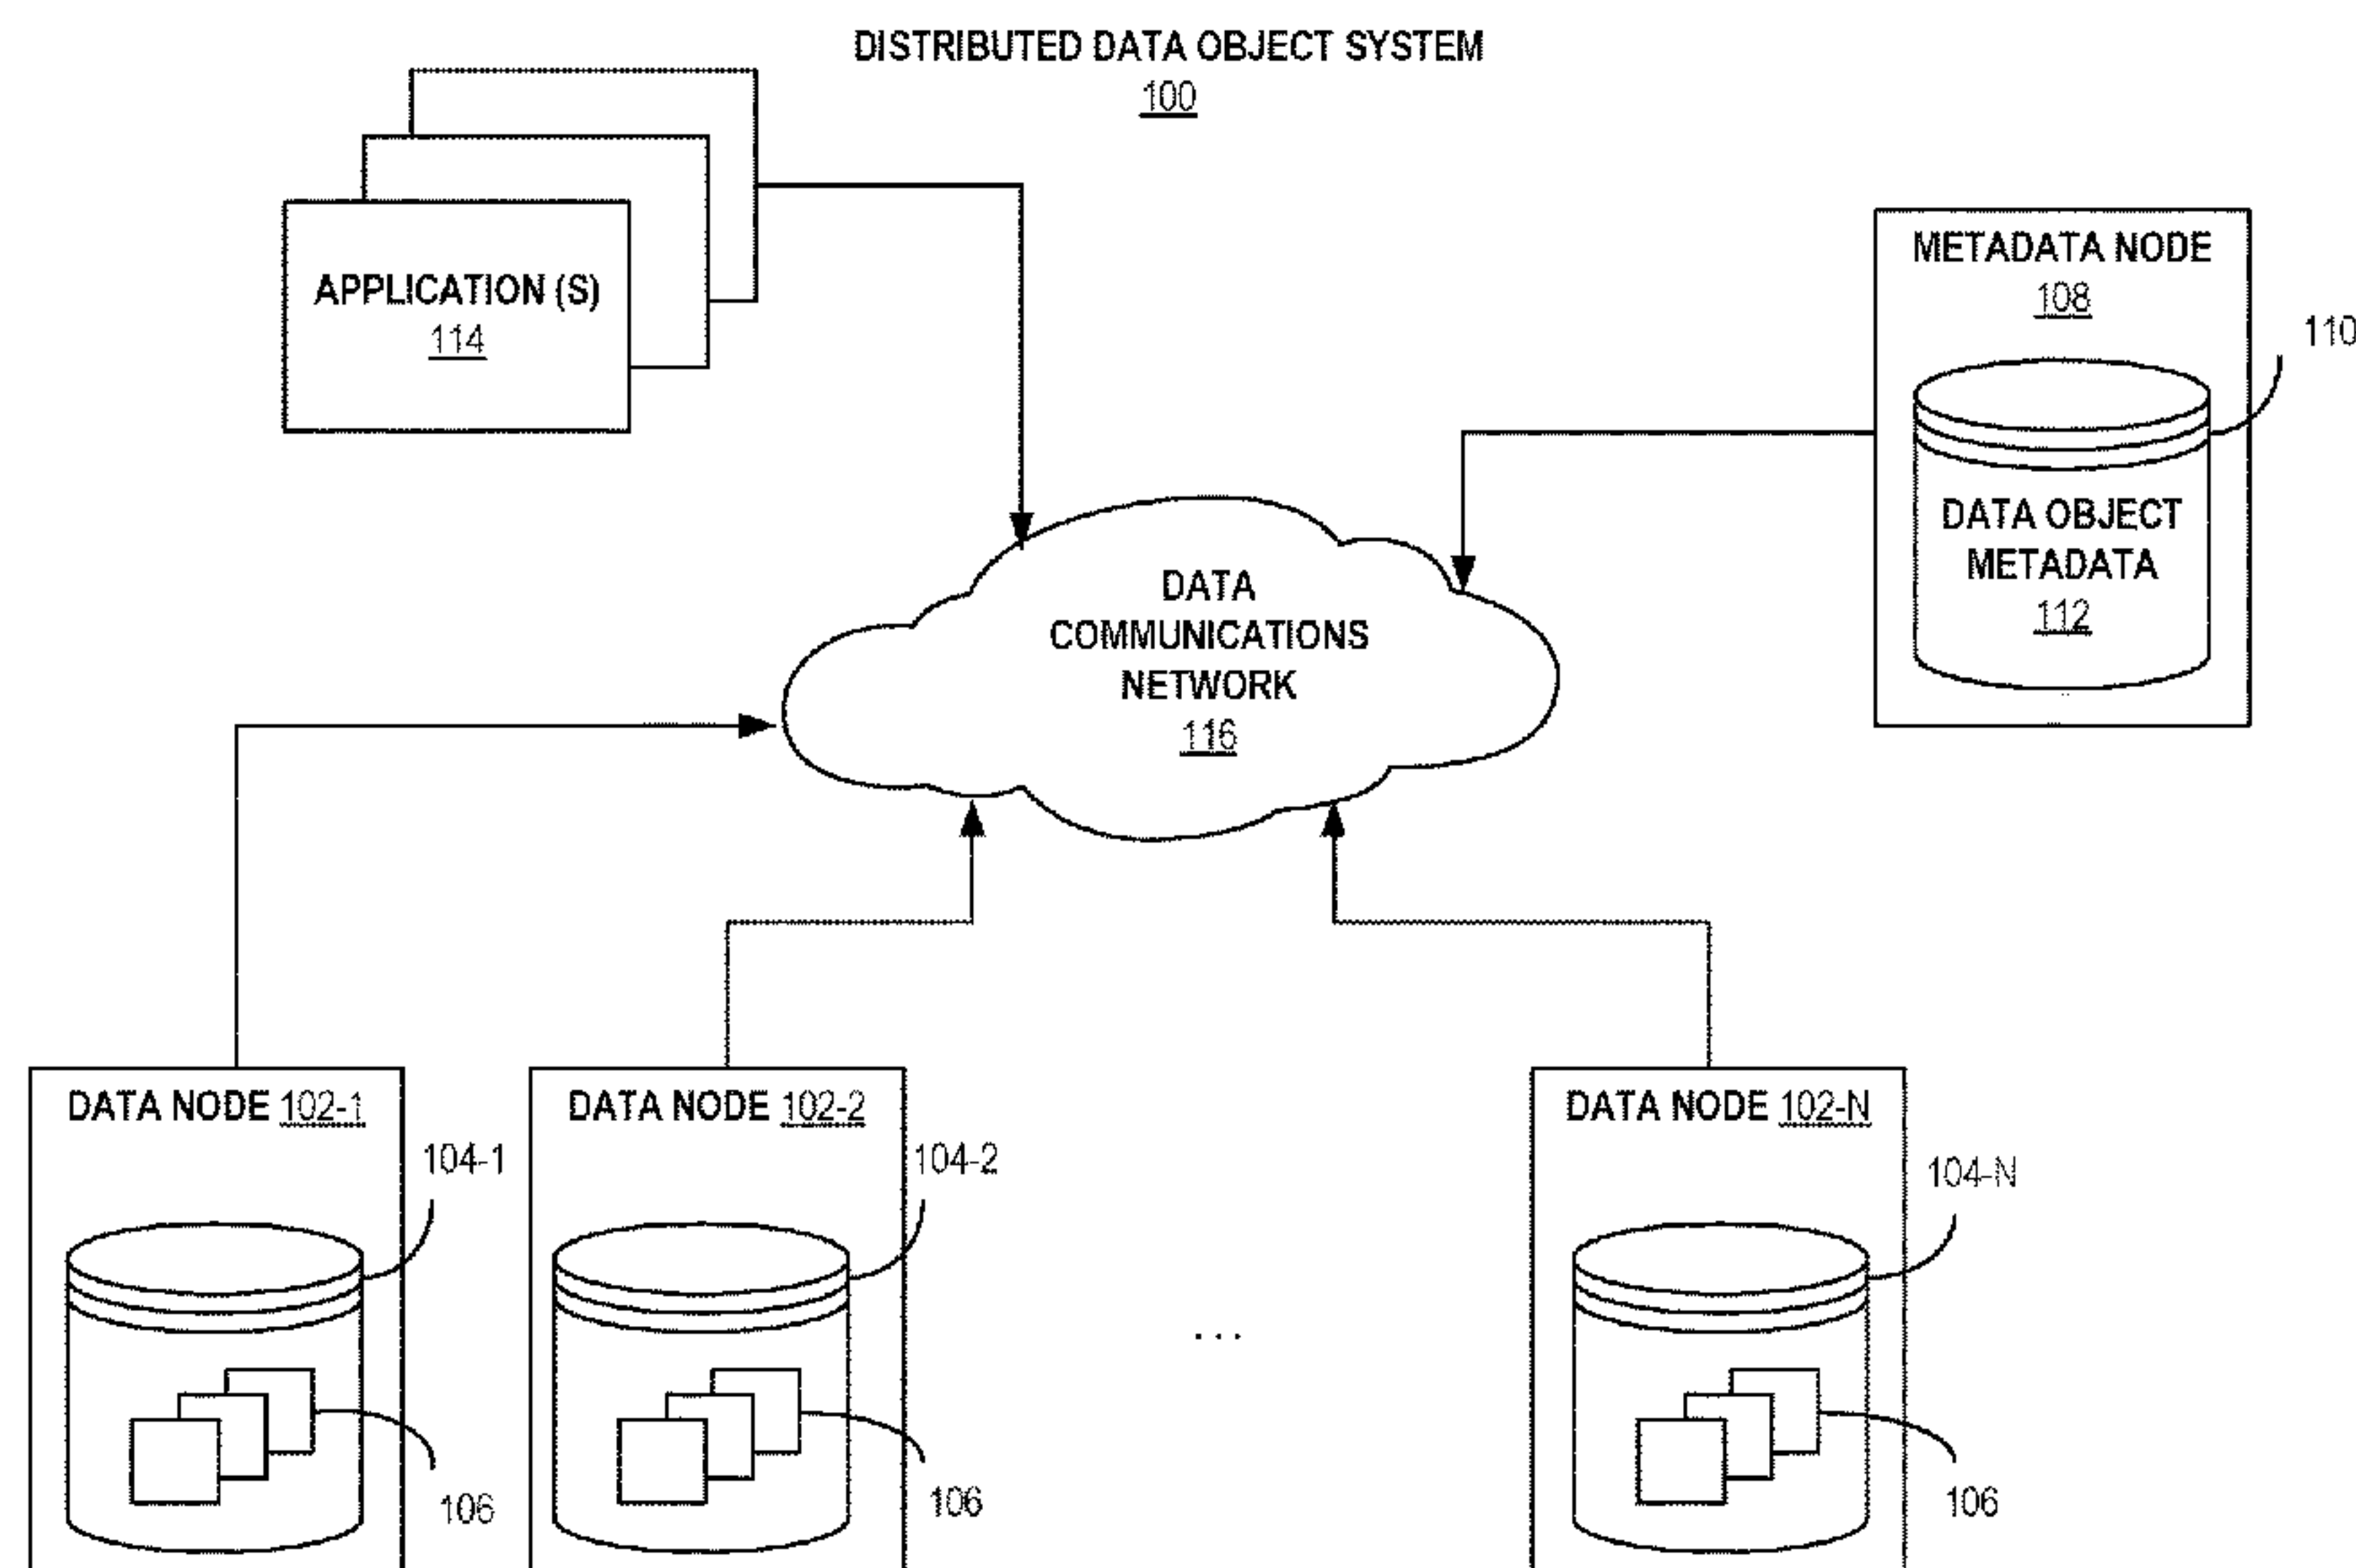 DISTRIBUTED DATA OBJECT SYSTEM
100
APPLICATION (S)
114
METADATA NODE
108
110
DATA OBJECT
METADATA
112
DATA
COMMUNICATIONS
NETWORK
116
DATA NODE 102-1
104-1
106
DATA NODE 102-2
104-2
106
...
DATA NODE 102-N
104-N
106